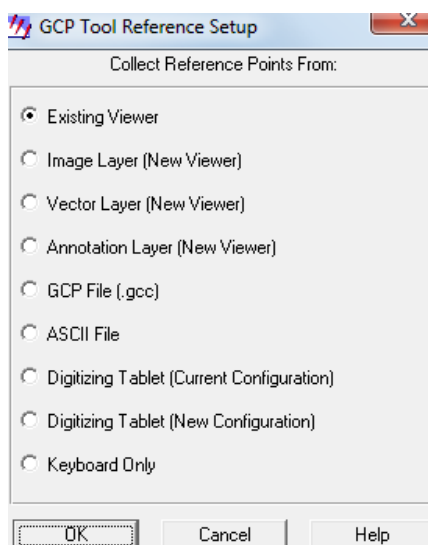 GCP Tool Reference Setup
Collect Reference Points From:
Existing Viewer
Image Layer (New Viewer)
Vector Layer (New Viewer)
Annotation Layer (New Viewer)
GCP File (.gcc)
ASCII File
Digitizing Tablet (Current Configuration)
Digitizing Tablet (New Configuration)
Keyboard Only
OK Cancel Help